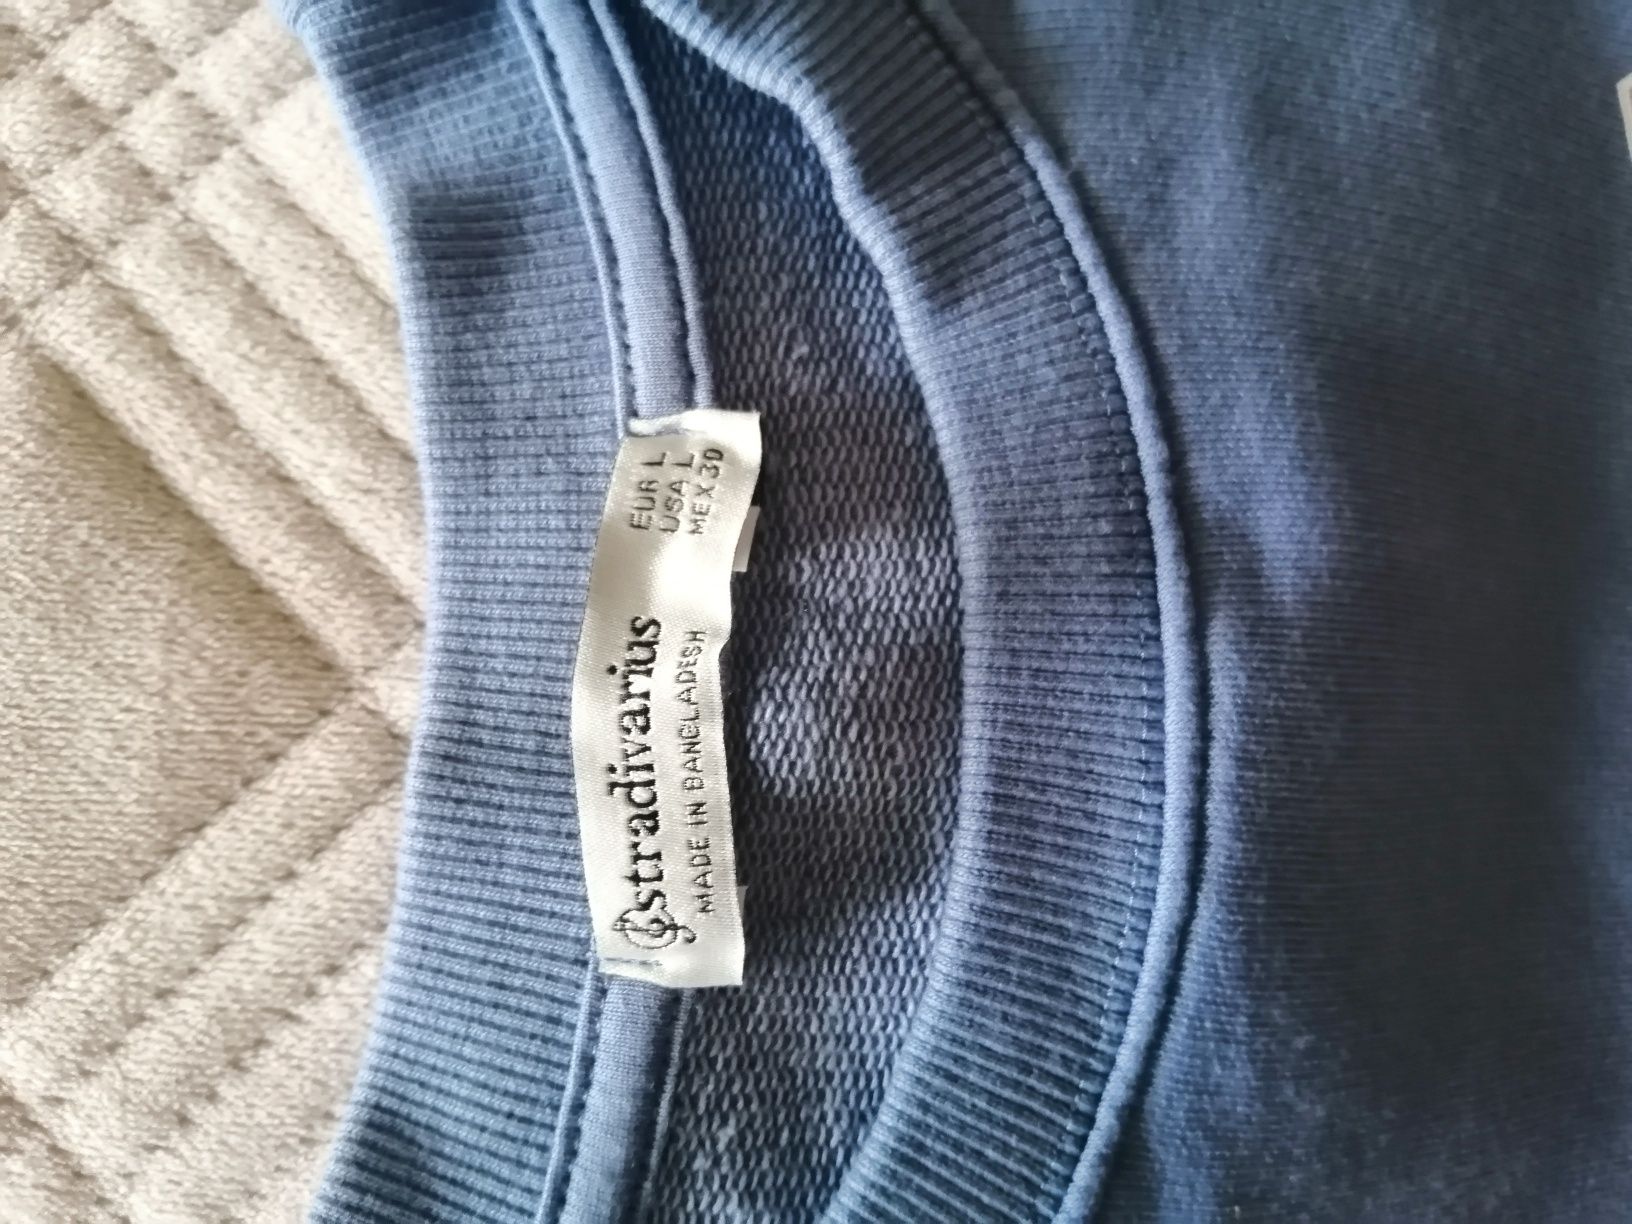 stradivarius
MADE IN BANGLADESH
EUR L
USA L
MEX 30